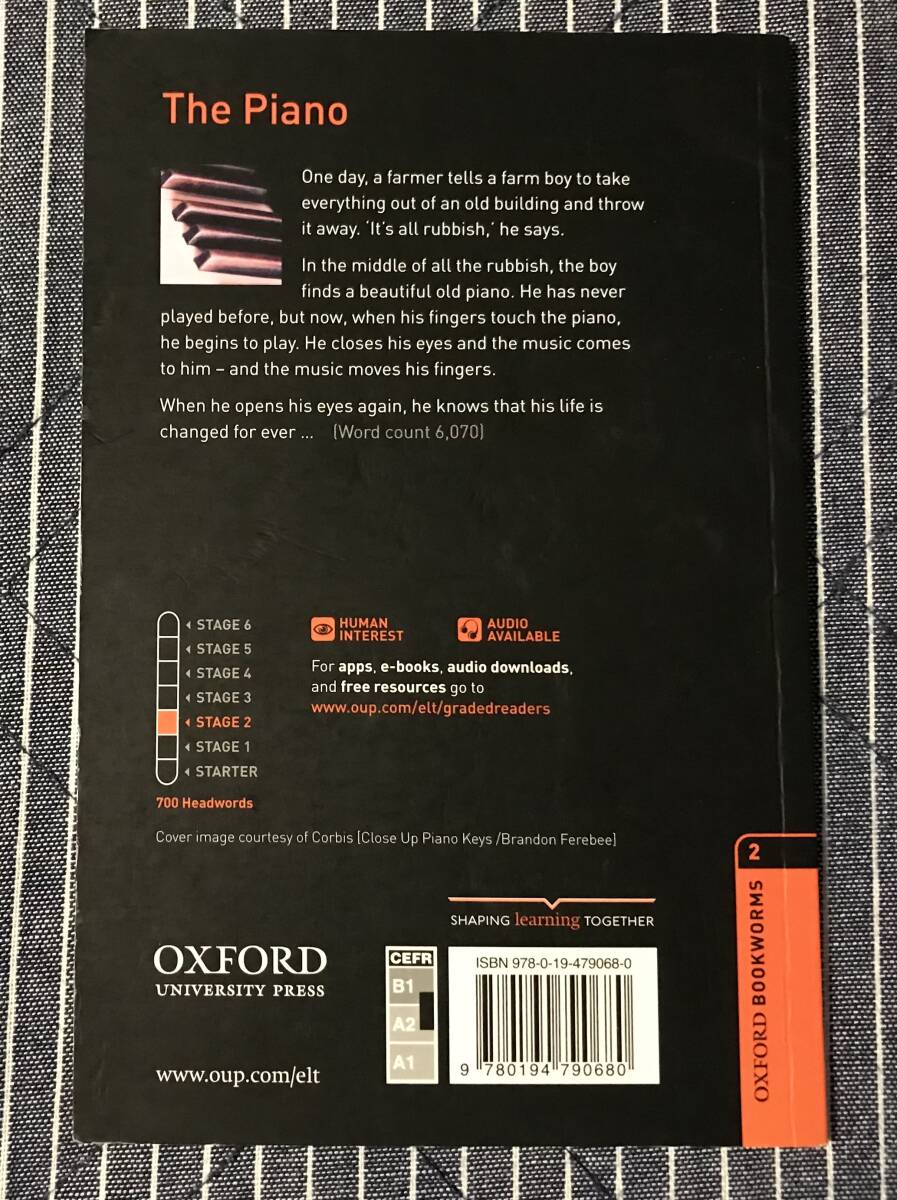 The Piano
One day, a farmer tells a farm boy to take
everything out of an old building and throw
it away. ‘It’s all rubbish,’ he says.
In the middle of all the rubbish, the boy
finds a beautiful old piano. He has never
played before, but now, when his fingers touch the piano,
he begins to play. He closes his eyes and the music comes
to him – and the music moves his fingers.
When he opens his eyes again, he knows that his life is
changed for ever ... (Word count 6,070)
STAGE 6
STAGE 5
STAGE 4
STAGE 3
STAGE 2
STAGE 1
STARTER
700 Headwords
HUMAN
INTEREST
AUDIO
AVAILABLE
For apps, e-books, audio downloads,
and free resources go to
www.oup.com/elt/gradedreaders
Cover image courtesy of Corbis (Close Up Piano Keys /Brandon Ferebee)
2
OXFORD BOOKWORMS
SHAPING learning TOGETHER
OXFORD
UNIVERSITY PRESS
www.oup.com/elt
CEFR
B1
A2
A1
ISBN 978-0-19-479068-0
9 780194 790680